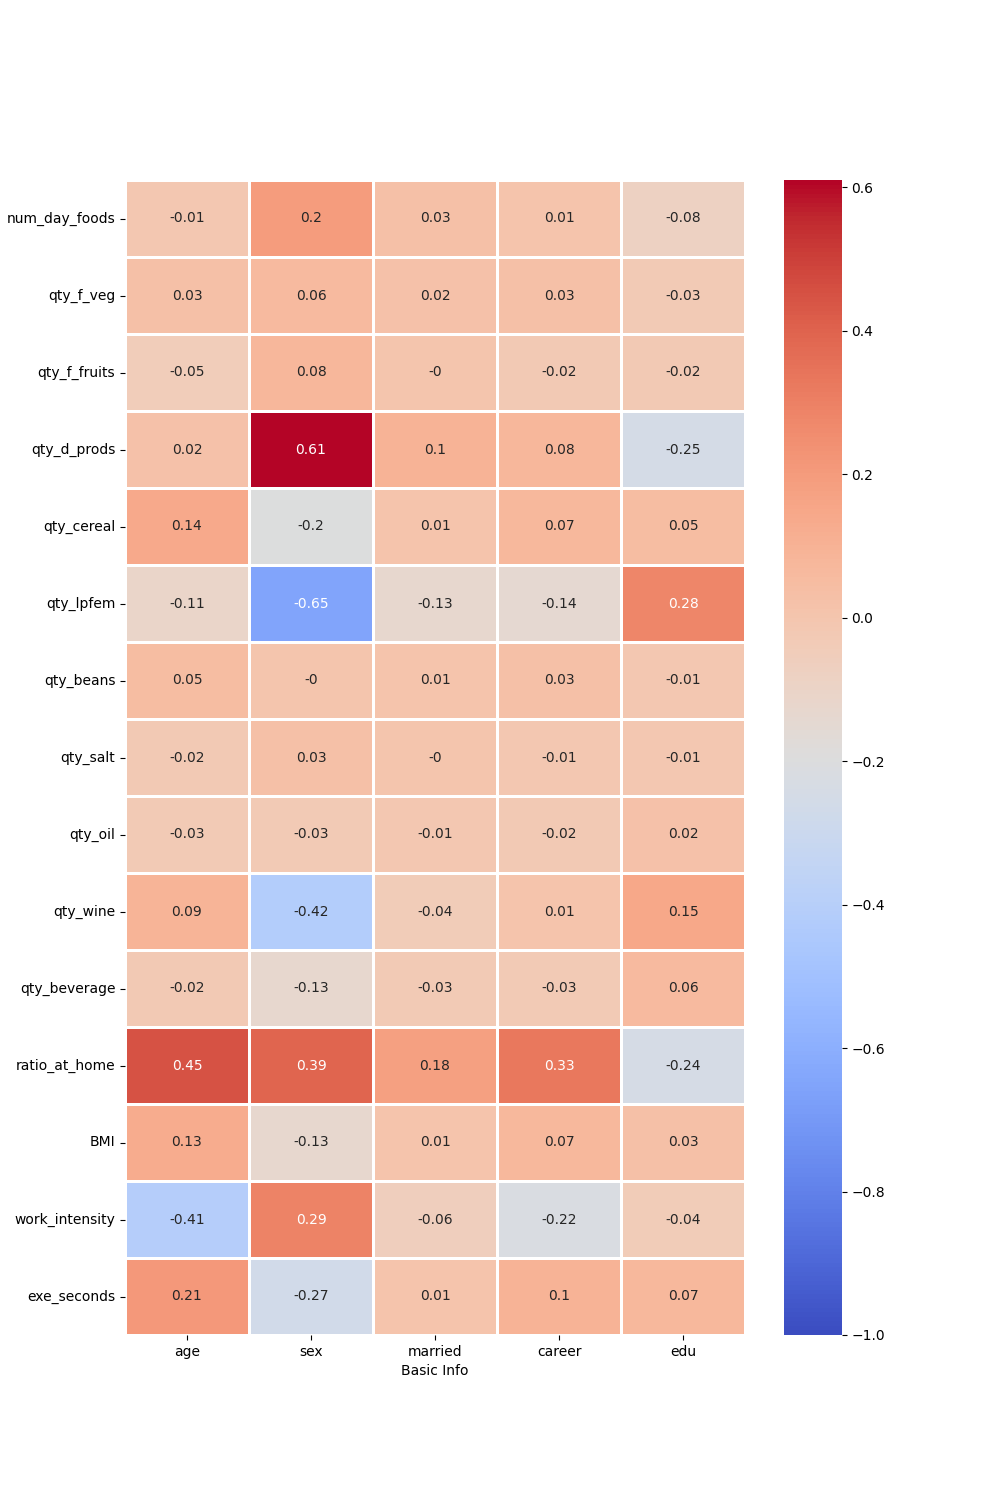 num_day_foods -0.01 0.2 0.03 0.01 -0.08
qty_f_veg 0.03 0.06 0.02 0.03 -0.03
qty_f_fruits -0.05 0.08 -0 -0.02 -0.02
qty_d_prods 0.02 0.61 0.1 0.08 -0.25
qty_cereal 0.14 -0.2 0.01 0.07 0.05
qty_lpfem -0.11 -0.65 -0.13 -0.14 0.28
qty_beans 0.05 -0 0.01 0.03 -0.01
qty_salt -0.02 0.03 -0 -0.01 -0.01
qty_oil -0.03 -0.03 -0.01 -0.02 0.02
qty_wine 0.09 -0.42 -0.04 0.01 0.15
qty_beverage -0.02 -0.13 -0.03 -0.03 0.06
ratio_at_home 0.45 0.39 0.18 0.33 -0.24
BMI 0.13 -0.13 0.01 0.07 0.03
work_intensity -0.41 0.29 -0.06 -0.22 -0.04
exe_seconds 0.21 -0.27 0.01 0.1 0.07
age sex married career edu
Basic Info
0.6
0.4
0.2
0.0
−0.2
−0.4
−0.6
−0.8
−1.0